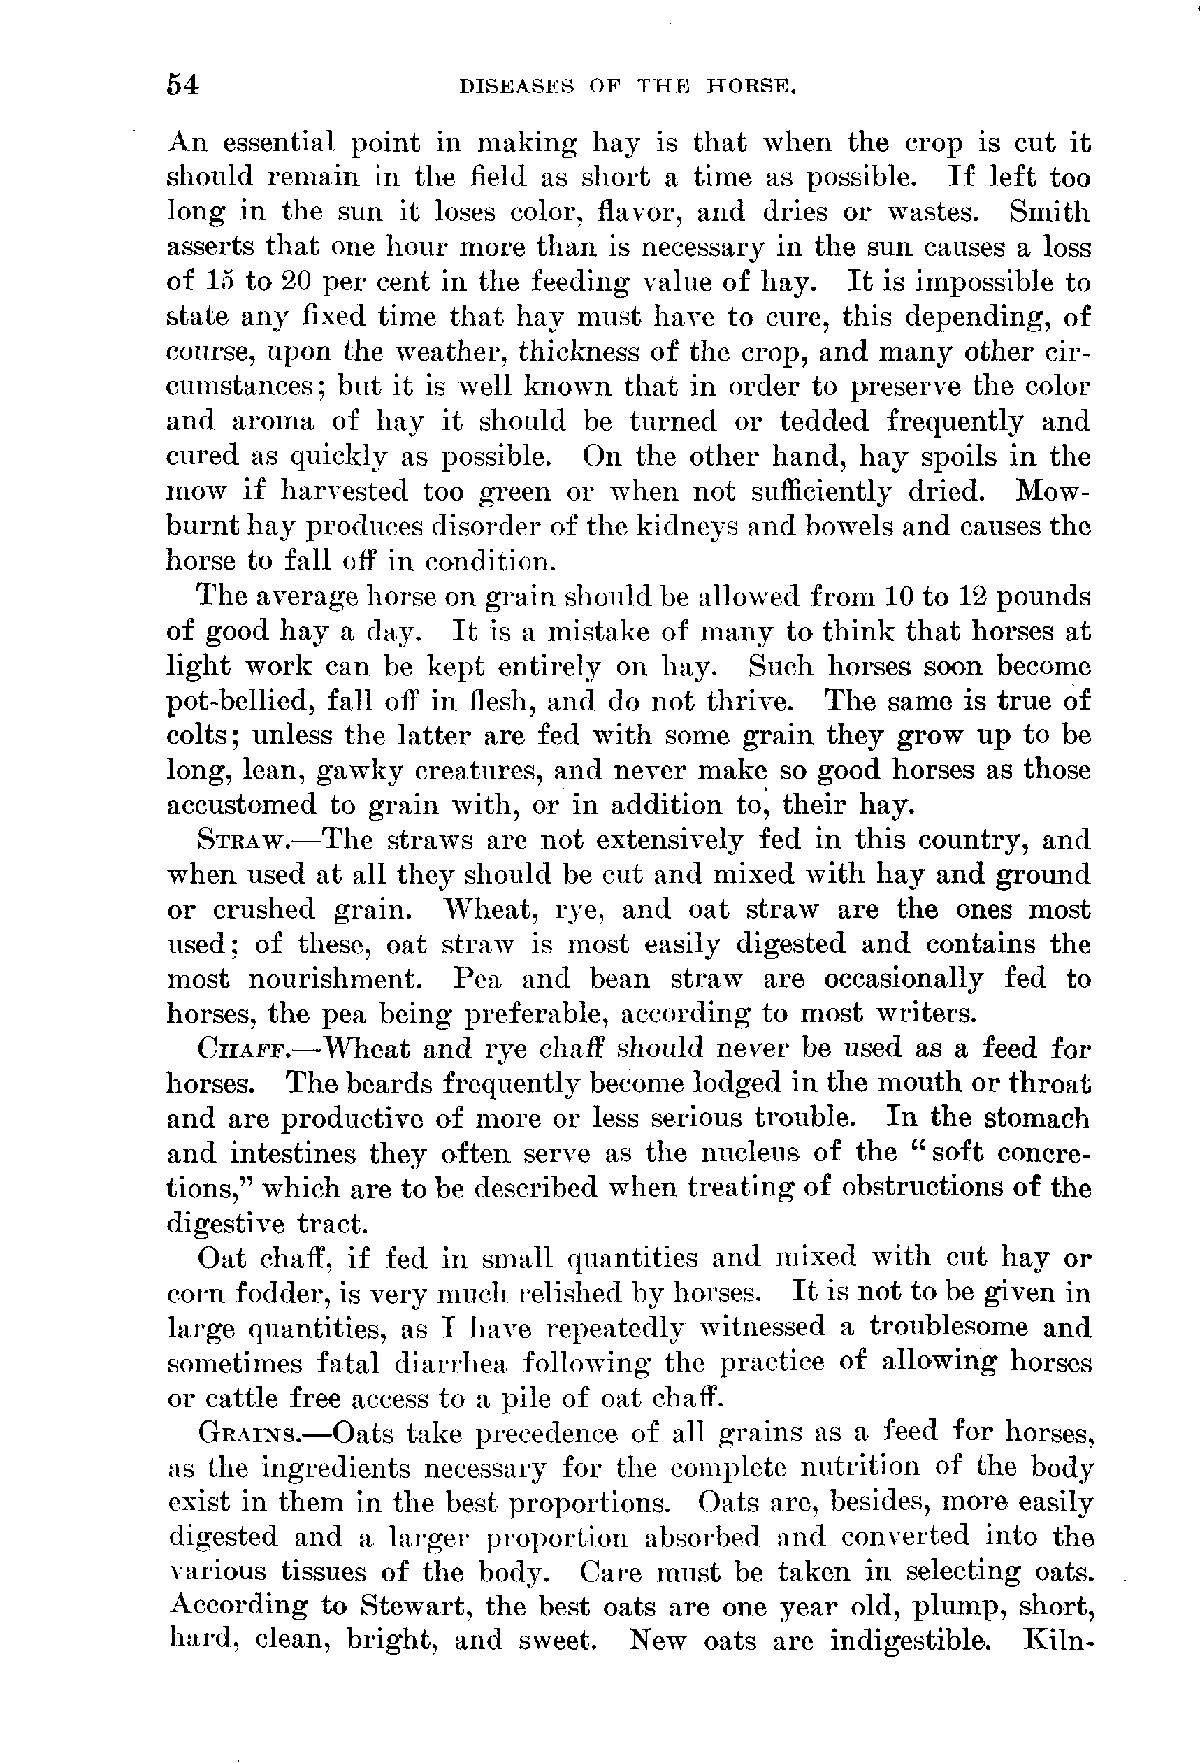 54 DISEASES OF THE HORSE.
An essential point in making hay is that when the crop is cut it
should remain in the field as short a time as possible. If left too
long in the sun it loses color, flavor, and dries or wastes. Smith
asserts that one hour more than is necessary in the sun causes a loss
of 15 to 20 per cent in the feeding value of hay. It is impossible to
state any fixed time that hay must have to cure, this depending, of
course, upon the weather, thickness of the crop, and many other cir-
cumstances; but it is well known that in order to preserve the color
and aroma of hay it should be turned or tedded frequently and
cured as quickly as possible. On the other hand, hay spoils in the
mow if harvested too green or when not sufficiently dried. Mow-
burnt hay produces disorder of the kidneys and bowels and causes the
horse to fall off in condition.
The average horse on grain should be allowed from 10 to 12 pounds
of good hay a day. It is a mistake of many to think that horses at
light work can be kept entirely on hay. Such horses soon become
pot-bellied, fall off in flesh, and do not thrive. The same is true of
colts; unless the latter are fed with some grain they grow up to be
long, lean, gawky creatures, and never make so good horses as those
accustomed to grain with, or in addition to, their hay.
STRAW.—The straws are not extensively fed in this country, and
when used at all they should be cut and mixed with hay and ground
or crushed grain. Wheat, rye, and oat straw are the ones most
used; of these, oat straw is most easily digested and contains the
most nourishment. Pea and bean straw are occasionally fed to
horses, the pea being preferable, according to most writers.
CHAFF.—Wheat and rye chaff should never be used as a feed for
horses. The beards frequently become lodged in the mouth or throat
and are productive of more or less serious trouble. In the stomach
and intestines they often serve as the nucleus of the "soft concre-
tions," which are to be described when treating of obstructions of the
digestive tract.
Oat chaff, if fed in small quantities and mixed with cut hay or
corn fodder, is very much relished by horses. It is not to be given in
large quantities, as I have repeatedly witnessed a troublesome and
sometimes fatal diarrhea following the practice of allowing horses
or cattle free access to a pile of oat chaff.
GRAINS.—Oats take precedence of all grains as a feed for horses,
as the ingredients necessary for the complete nutrition of the body
exist in them in the best proportions. Oats are, besides, more easily
digested and a larger proportion absorbed and converted into the
various tissues of the body. Care must be taken in selecting oats.
According to Stewart, the best oats are one year old, plump, short,
hard, clean, bright, and sweet. New oats are indigestible. Kiln-